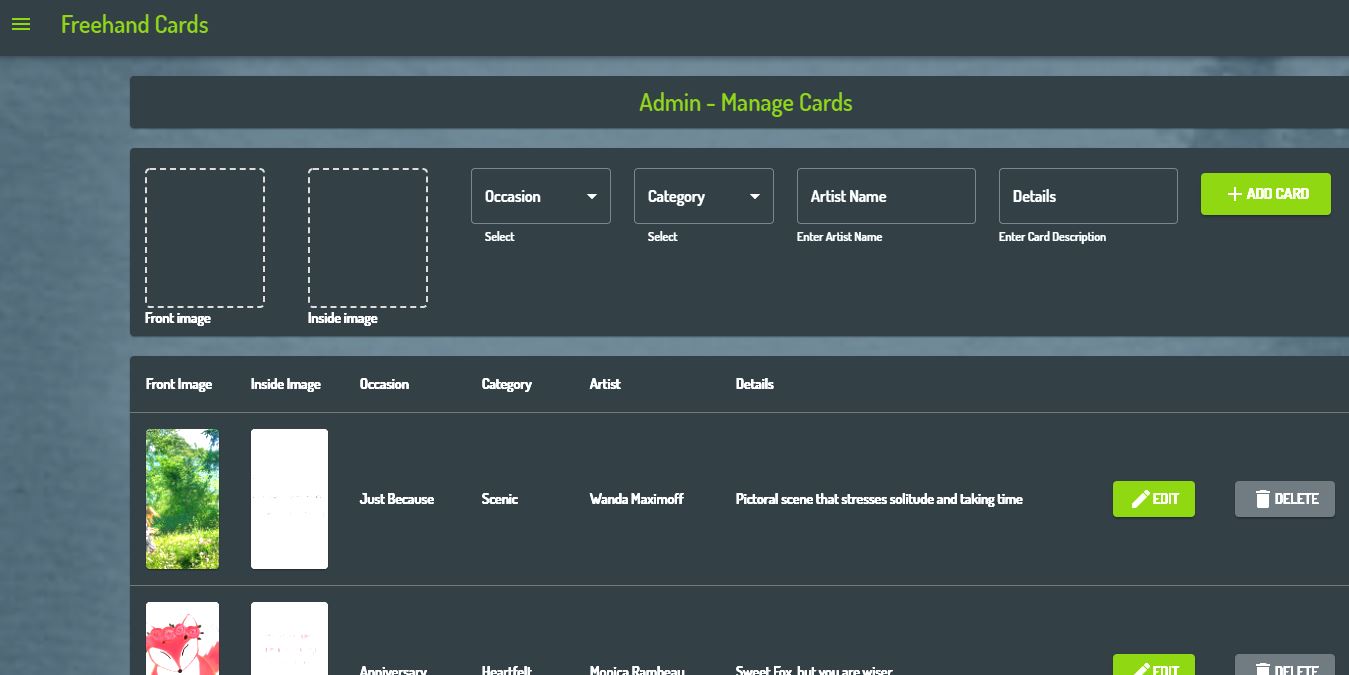 Freehand Cards
Admin - Manage Cards
Occasion
Category
Artist Name
Details
ADD CARD
Select
Select
Enter Artist Name
Enter Card Description
Front image
Inside image
Front Image Inside Image Occasion Category Artist Details
Just Because Scenic Wanda Maximoff Pictoral scene that stresses solitude and taking time EDIT DELETE
Anniversary Heartfelt Monica Rambeau Sweet Fox, but you are wiser EDIT DELETE